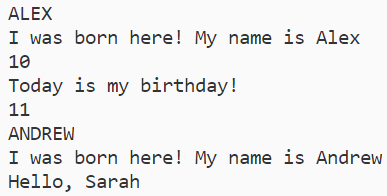 ALEX
I was born here! My name is Alex
10
Today is my birthday!
11
ANDREW
I was born here! My name is Andrew
Hello, Sarah